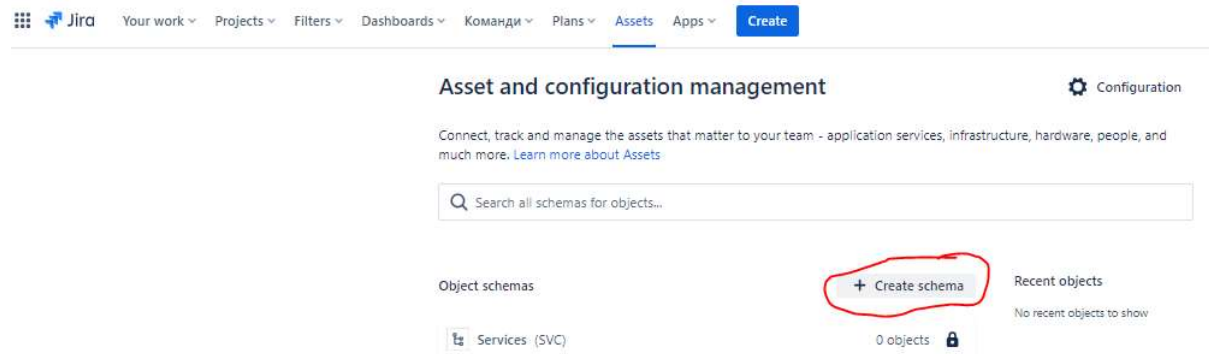 Jira Your work Projects Filters Dashboards Команди Plans Assets Apps Create
Asset and configuration management
Configuration
Connect, track and manage the assets that matter to your team - application services, infrastructure, hardware, people, and
much more. Learn more about Assets
Search all schemas for objects...
Object schemas
+ Create schema
Recent objects
No recent objects to show
Services (SVC)
0 objects